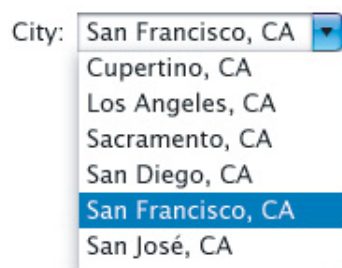 City: San Francisco, CA
Cupertino, CA
Los Angeles, CA
Sacramento, CA
San Diego, CA
San Francisco, CA
San José, CA